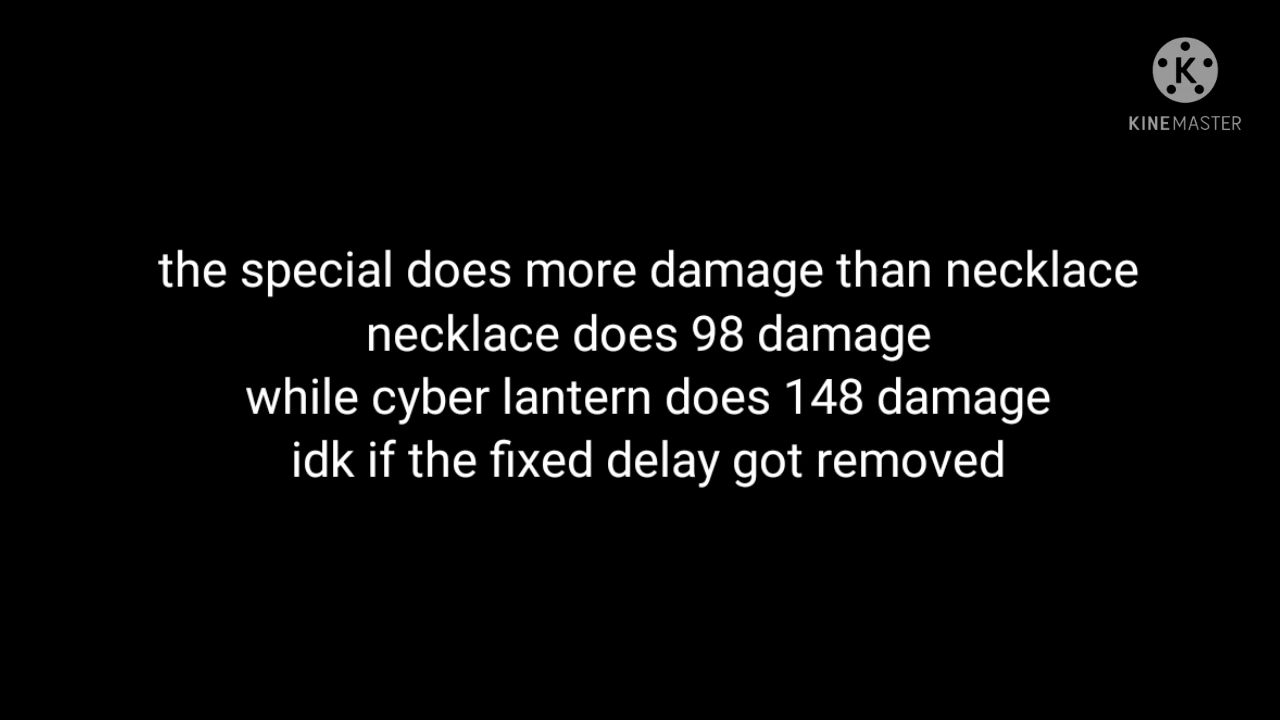 K
KINEMASTER
the special does more damage than necklace
necklace does 98 damage
while cyber lantern does 148 damage
idk if the fixed delay got removed